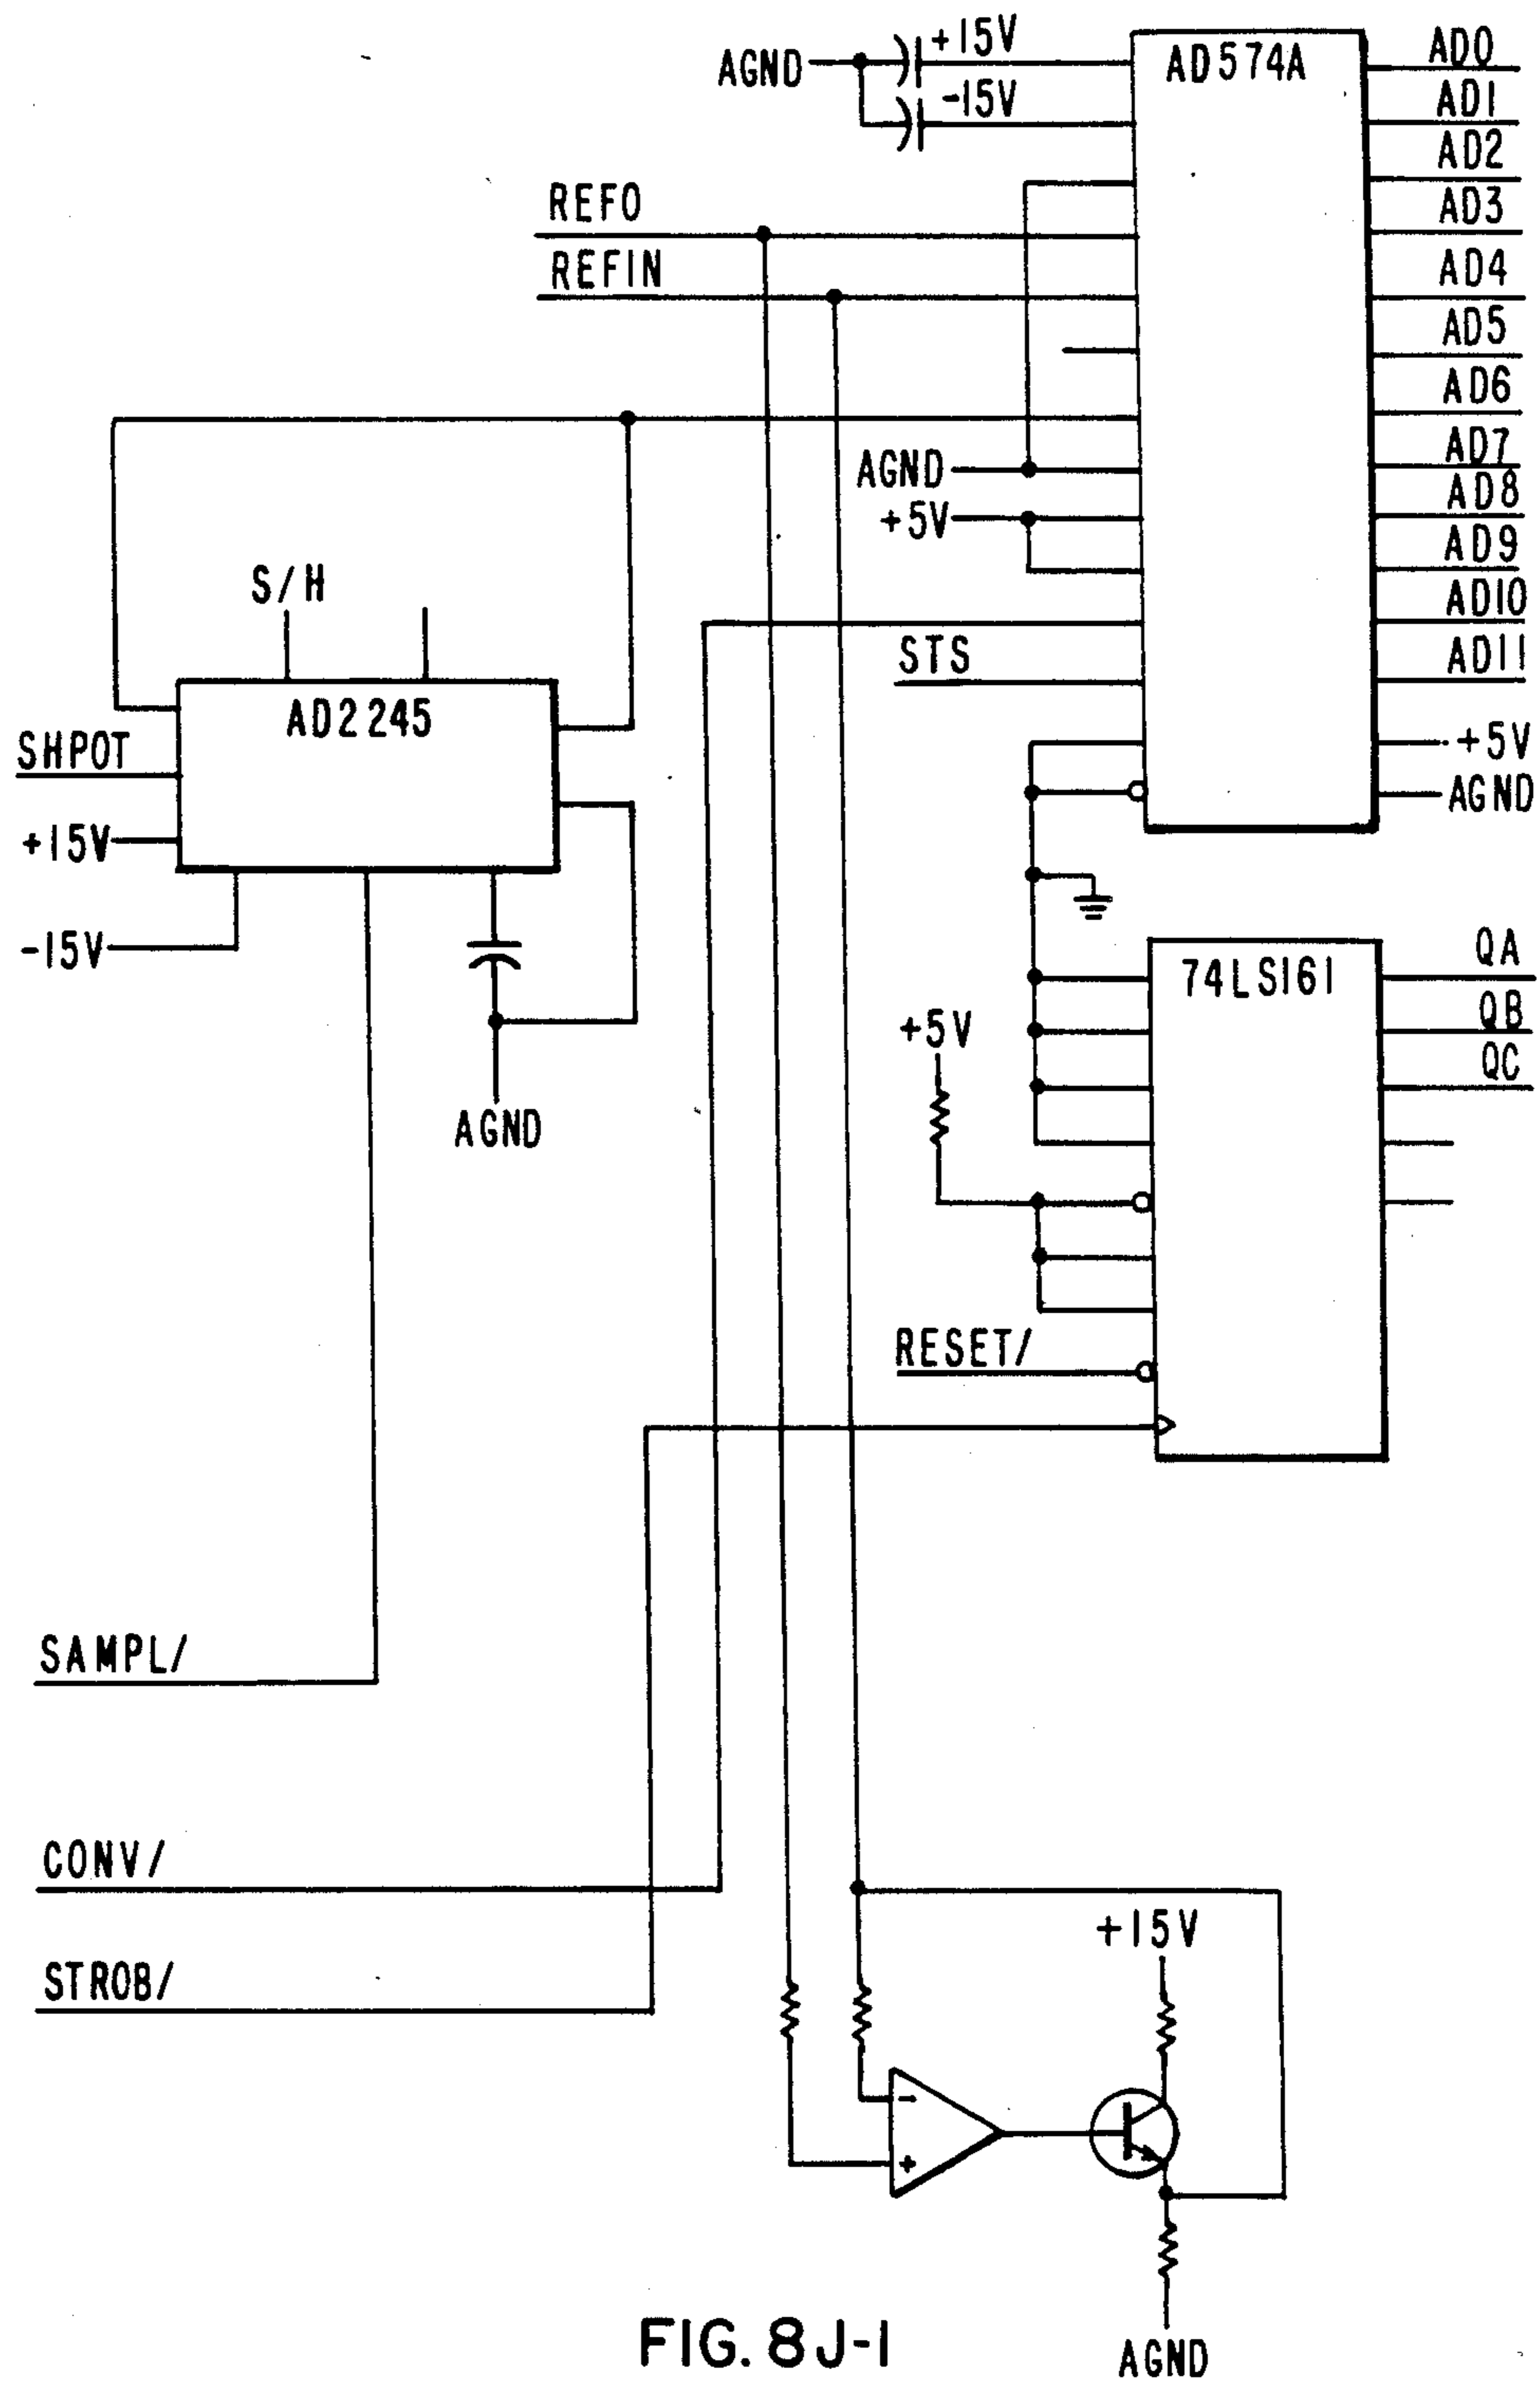 +15V
AGND
-15V
AD574A
AD0
AD1
AD2
AD3
AD4
AD5
AD6
AD7
AD8
AD9
AD10
AD11
+5V
AGND
REFO
REFIN
AGND
+5V
STS
S/H
AD2245
SHPOT
+15V
-15V
AGND
74LS161
QA
QB
QC
+5V
RESET/
SAMPL/
CONV/
STROB/
+15V
-
+
AGND
FIG. 8J-1